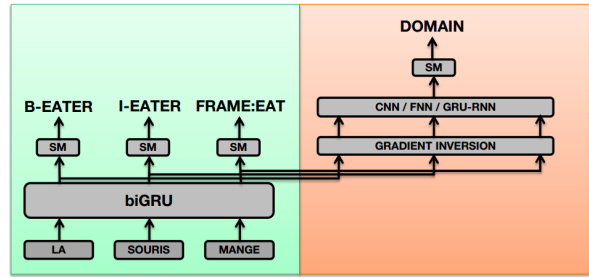 DOMAIN
SM
B-EATER I-EATER FRAME:EAT
CNN / FNN / GRU-RNN
SM SM SM
GRADIENT INVERSION
biGRU
LA SOURIS MANGE